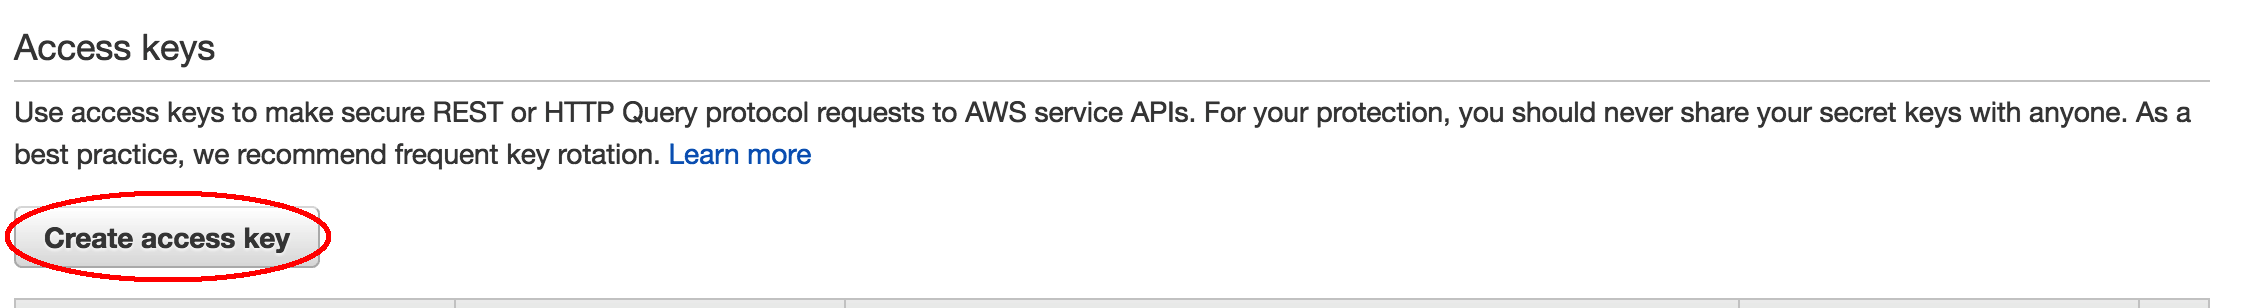 Access keys
Use access keys to make secure REST or HTTP Query protocol requests to AWS service APIs. For your protection, you should never share your secret keys with anyone. As a
best practice, we recommend frequent key rotation. Learn more
Create access key